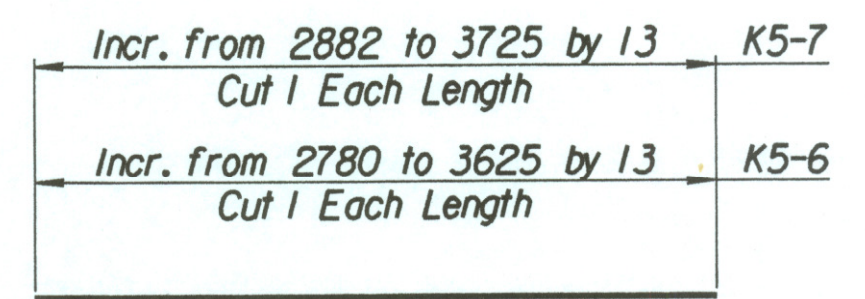 Incr. from 2882 to 3725 by 13 K5-7
Cut 1 Each Length
Incr. from 2780 to 3625 by 13 K5-6
Cut 1 Each Length